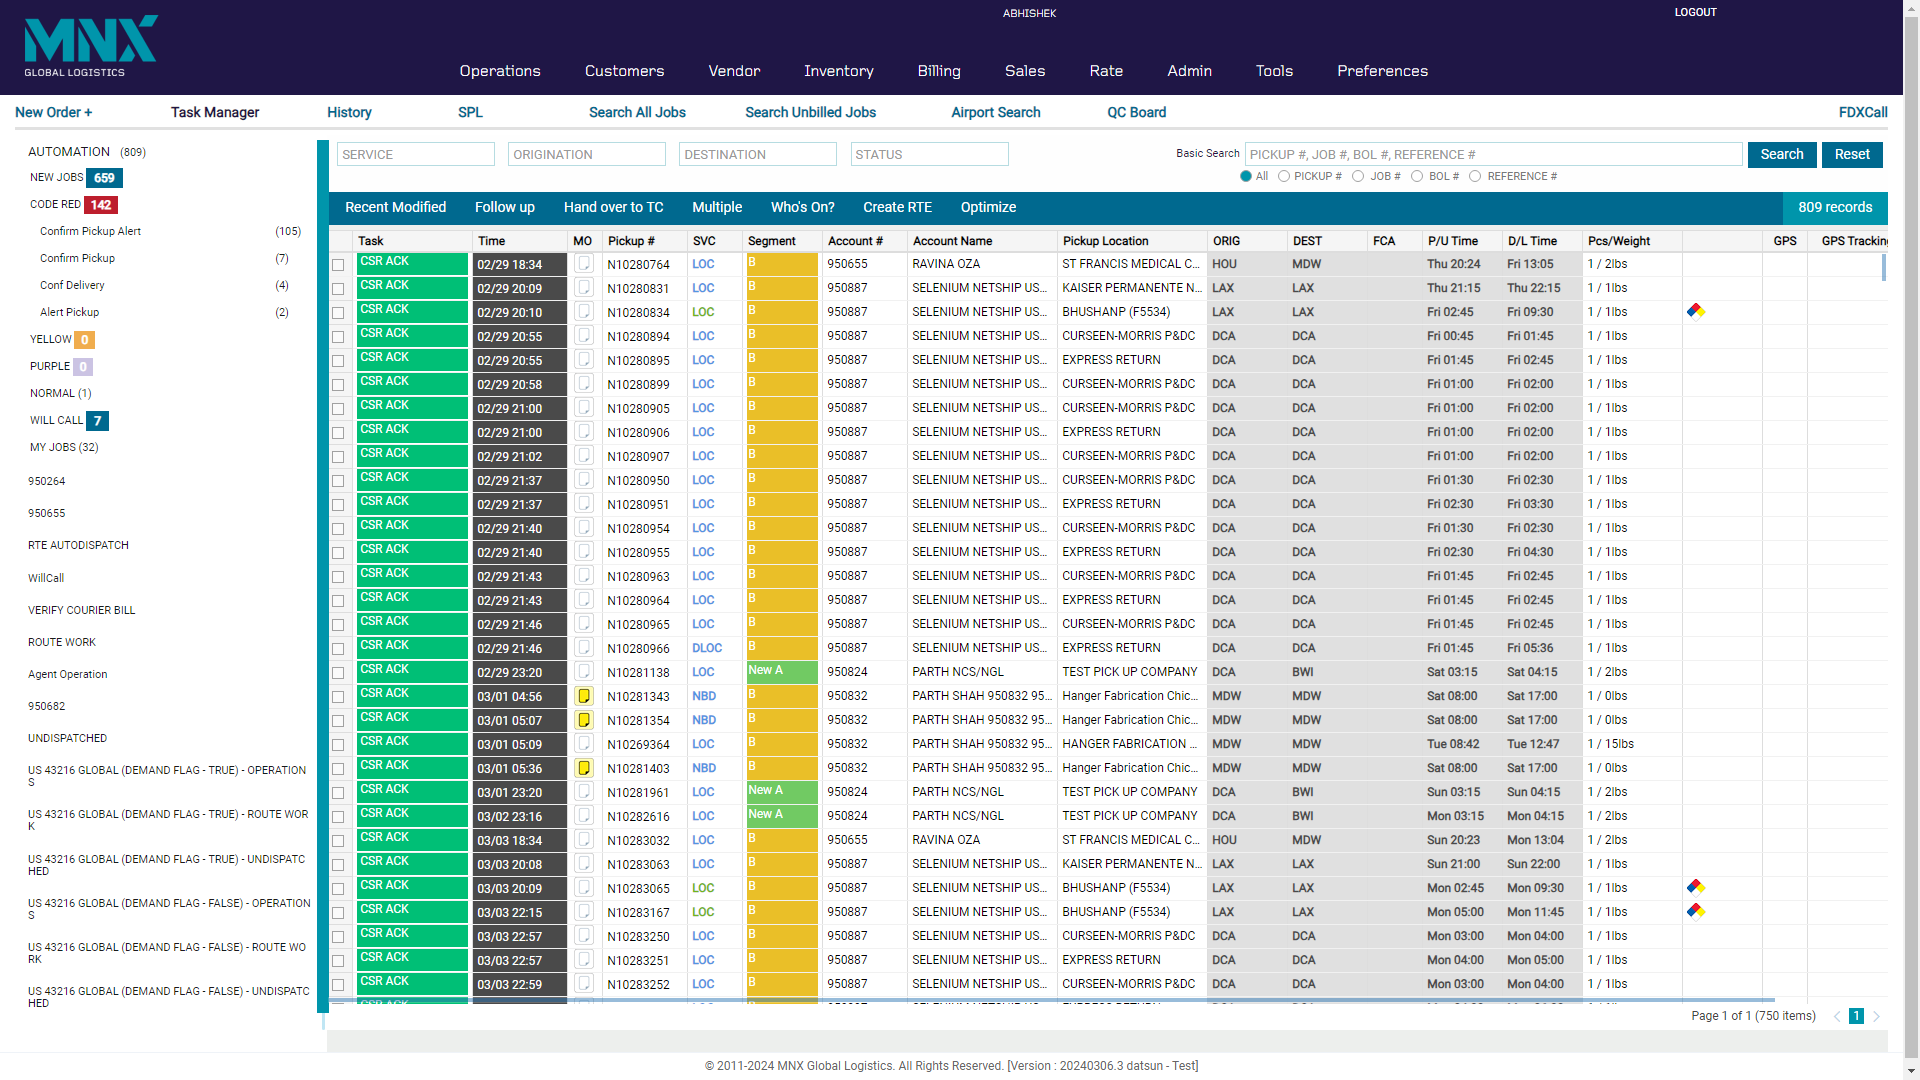 MNX
GLOBAL LOGISTICS
ABHISHEK
LOGOUT
Operations Customers Vendor Inventory Billing Sales Rate Admin Tools Preferences
New Order + Task Manager History SPL Search All Jobs Search Unbilled Jobs Airport Search QC Board FDXCall
AUTOMATION (809)
NEW JOBS 659
CODE RED 142
Confirm Pickup Alert (105)
Confirm Pickup (7)
Conf Delivery (4)
Alert Pickup (2)
YELLOW 0
PURPLE 0
NORMAL (1)
WILL CALL 7
MY JOBS (32)
950264
950655
RTE AUTODISPATCH
WillCall
VERIFY COURIER BILL
ROUTE WORK
Agent Operation
950682
UNDISPATCHED
US 43216 GLOBAL (DEMAND FLAG - TRUE) - OPERATION
S
US 43216 GLOBAL (DEMAND FLAG - TRUE) - ROUTE WOR
K
US 43216 GLOBAL (DEMAND FLAG - TRUE) - UNDISPATC
HED
US 43216 GLOBAL (DEMAND FLAG - FALSE) - OPERATION
S
US 43216 GLOBAL (DEMAND FLAG - FALSE) - ROUTE WO
RK
US 43216 GLOBAL (DEMAND FLAG - FALSE) - UNDISPATC
HED
SERVICE ORIGINATION DESTINATION STATUS Basic Search PICKUP #, JOB #, BOL #, REFERENCE # Search Reset
All PICKUP # JOB # BOL # REFERENCE #
Recent Modified Follow up Hand over to TC Multiple Who's On? Create RTE Optimize 809 records
Task Time MO Pickup # SVC Segment Account # Account Name Pickup Location ORIG DEST FCA P/U Time D/L Time Pcs/Weight GPS GPS Tracking
CSR ACK 02/29 18:34 N10280764 LOC B 950655 RAVINA OZA ST FRANCIS MEDICAL C... HOU MDW Thu 20:24 Fri 13:05 1 / 2lbs
CSR ACK 02/29 20:09 N10280831 LOC B 950887 SELENIUM NETSHIP US... KAISER PERMANENTE N... LAX LAX Thu 21:15 Thu 22:15 1 / 1lbs
CSR ACK 02/29 20:10 N10280834 LOC B 950887 SELENIUM NETSHIP US... BHUSHANP (F5534) LAX LAX Fri 02:45 Fri 09:30 1 / 1lbs
CSR ACK 02/29 20:55 N10280894 LOC B 950887 SELENIUM NETSHIP US... CURSEEN-MORRIS P&DC DCA DCA Fri 00:45 Fri 01:45 1 / 1lbs
CSR ACK 02/29 20:55 N10280895 LOC B 950887 SELENIUM NETSHIP US... EXPRESS RETURN DCA DCA Fri 01:45 Fri 02:45 1 / 1lbs
CSR ACK 02/29 20:58 N10280899 LOC B 950887 SELENIUM NETSHIP US... CURSEEN-MORRIS P&DC DCA DCA Fri 01:00 Fri 02:00 1 / 1lbs
CSR ACK 02/29 21:00 N10280905 LOC B 950887 SELENIUM NETSHIP US... CURSEEN-MORRIS P&DC DCA DCA Fri 01:00 Fri 02:00 1 / 1lbs
CSR ACK 02/29 21:00 N10280906 LOC B 950887 SELENIUM NETSHIP US... EXPRESS RETURN DCA DCA Fri 01:00 Fri 02:00 1 / 1lbs
CSR ACK 02/29 21:02 N10280907 LOC B 950887 SELENIUM NETSHIP US... CURSEEN-MORRIS P&DC DCA DCA Fri 01:00 Fri 02:00 1 / 1lbs
CSR ACK 02/29 21:37 N10280950 LOC B 950887 SELENIUM NETSHIP US... CURSEEN-MORRIS P&DC DCA DCA Fri 01:30 Fri 02:30 1 / 1lbs
CSR ACK 02/29 21:37 N10280951 LOC B 950887 SELENIUM NETSHIP US... EXPRESS RETURN DCA DCA Fri 02:30 Fri 03:30 1 / 1lbs
CSR ACK 02/29 21:40 N10280954 LOC B 950887 SELENIUM NETSHIP US... CURSEEN-MORRIS P&DC DCA DCA Fri 01:30 Fri 02:30 1 / 1lbs
CSR ACK 02/29 21:40 N10280955 LOC B 950887 SELENIUM NETSHIP US... EXPRESS RETURN DCA DCA Fri 02:30 Fri 04:30 1 / 1lbs
CSR ACK 02/29 21:43 N10280963 LOC B 950887 SELENIUM NETSHIP US... CURSEEN-MORRIS P&DC DCA DCA Fri 01:45 Fri 02:45 1 / 1lbs
CSR ACK 02/29 21:43 N10280964 LOC B 950887 SELENIUM NETSHIP US... EXPRESS RETURN DCA DCA Fri 01:45 Fri 02:45 1 / 1lbs
CSR ACK 02/29 21:46 N10280965 LOC B 950887 SELENIUM NETSHIP US... CURSEEN-MORRIS P&DC DCA DCA Fri 01:45 Fri 02:45 1 / 1lbs
CSR ACK 02/29 21:46 N10280966 DLOC B 950887 SELENIUM NETSHIP US... EXPRESS RETURN DCA DCA Fri 01:45 Fri 05:36 1 / 1lbs
CSR ACK 02/29 23:20 N10281138 LOC New A 950824 PARTH NCS/NGL TEST PICK UP COMPANY DCA BWI Sat 03:15 Sat 04:15 1 / 2lbs
CSR ACK 03/01 04:56 N10281343 NBD B 950832 PARTH SHAH 950832 95... Hanger Fabrication Chic... MDW MDW Sat 08:00 Sat 17:00 1 / 0lbs
CSR ACK 03/01 05:07 N10281354 NBD B 950832 PARTH SHAH 950832 95... Hanger Fabrication Chic... MDW MDW Sat 08:00 Sat 17:00 1 / 0lbs
CSR ACK 03/01 05:09 N10269364 LOC B 950832 PARTH SHAH 950832 95... HANGER FABRICATION ... MDW MDW Tue 08:42 Tue 12:47 1 / 15lbs
CSR ACK 03/01 05:36 N10281403 NBD B 950832 PARTH SHAH 950832 95... Hanger Fabrication Chic... MDW MDW Sat 08:00 Sat 17:00 1 / 0lbs
CSR ACK 03/01 23:20 N10281961 LOC New A 950824 PARTH NCS/NGL TEST PICK UP COMPANY DCA BWI Sun 03:15 Sun 04:15 1 / 2lbs
CSR ACK 03/02 23:16 N10282616 LOC New A 950824 PARTH NCS/NGL TEST PICK UP COMPANY DCA BWI Mon 03:15 Mon 04:15 1 / 2lbs
CSR ACK 03/03 18:34 N10283032 LOC B 950655 RAVINA OZA ST FRANCIS MEDICAL C... HOU MDW Sun 20:23 Mon 13:04 1 / 2lbs
CSR ACK 03/03 20:08 N10283063 LOC B 950887 SELENIUM NETSHIP US... KAISER PERMANENTE N... LAX LAX Sun 21:00 Sun 22:00 1 / 1lbs
CSR ACK 03/03 20:09 N10283065 LOC B 950887 SELENIUM NETSHIP US... BHUSHANP (F5534) LAX LAX Mon 02:45 Mon 09:30 1 / 1lbs
CSR ACK 03/03 22:15 N10283167 LOC B 950887 SELENIUM NETSHIP US... BHUSHANP (F5534) LAX LAX Mon 05:00 Mon 11:45 1 / 1lbs
CSR ACK 03/03 22:57 N10283250 LOC B 950887 SELENIUM NETSHIP US... CURSEEN-MORRIS P&DC DCA DCA Mon 03:00 Mon 04:00 1 / 1lbs
CSR ACK 03/03 22:57 N10283251 LOC B 950887 SELENIUM NETSHIP US... EXPRESS RETURN DCA DCA Mon 04:00 Mon 05:00 1 / 1lbs
CSR ACK 03/03 22:59 N10283252 LOC B 950887 SELENIUM NETSHIP US... CURSEEN-MORRIS P&DC DCA DCA Mon 03:00 Mon 04:00 1 / 1lbs
Page 1 of 1 (750 items) 1
© 2011-2024 MNX Global Logistics. All Rights Reserved. [Version : 20240306.3 datsun - Test]